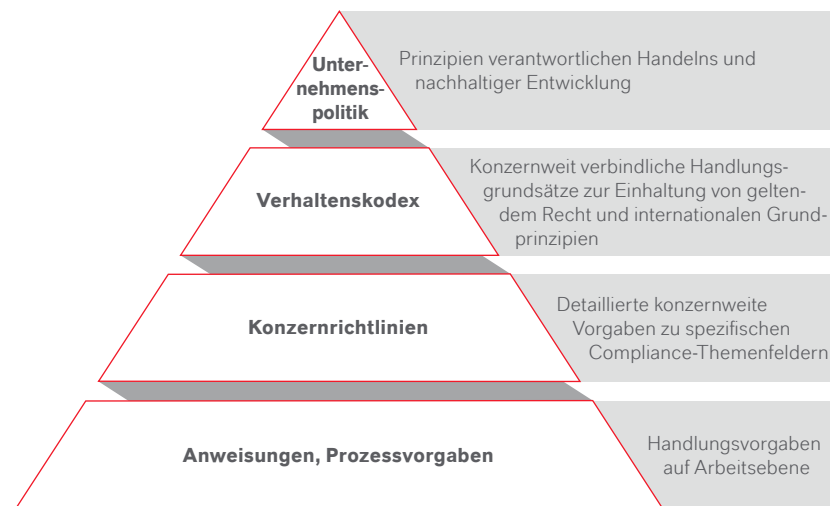 Unter-
nehmens-
politik
Prinzipien verantwortlichen Handelns und
nachhaltiger Entwicklung
Verhaltenskodex
Konzernweit verbindliche Handlungs-
grundsätze zur Einhaltung von gelten-
dem Recht und internationalen Grund-
prinzipien
Konzernrichtlinien
Detaillierte konzernweite
Vorgaben zu spezifischen
Compliance-Themenfeldern
Anweisungen, Prozessvorgaben
Handlungsvorgaben
auf Arbeitsebene